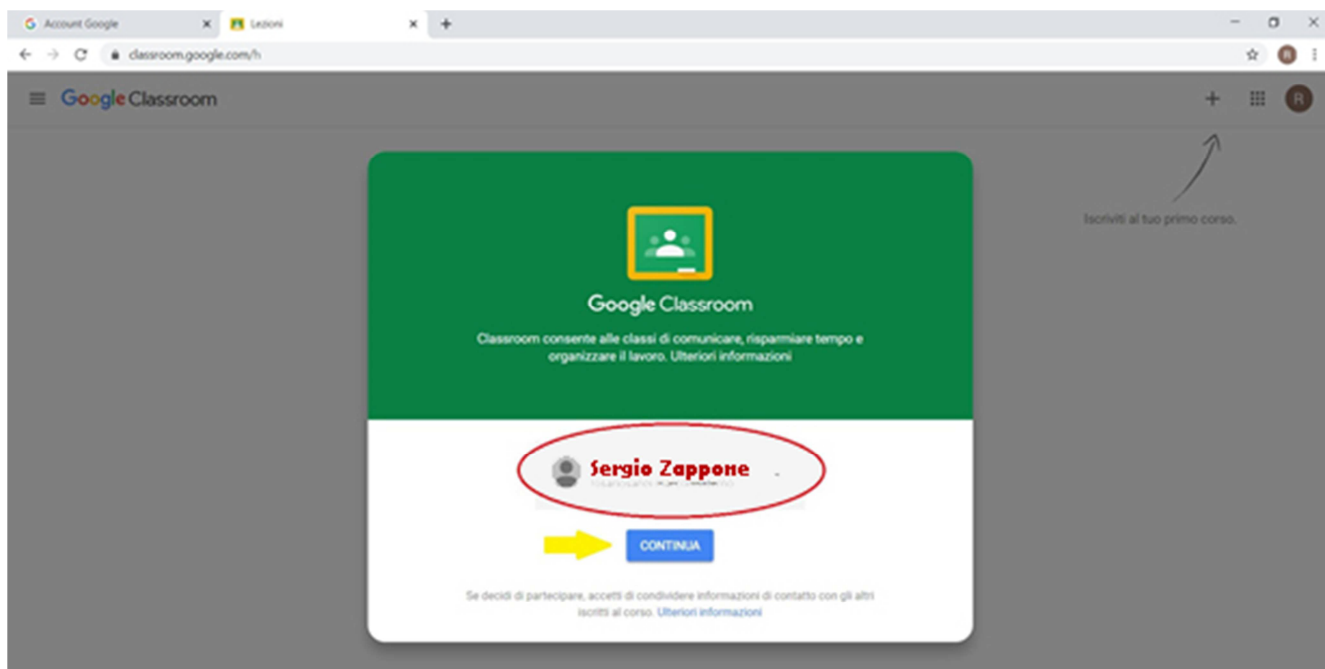 Account Google
Lezioni
classroom.google.com/h
R
Google Classroom
R
Iscriviti al tuo primo corso.
Google Classroom
Classroom consente alle classi di comunicare, risparmiare tempo e
organizzare il lavoro. Ulteriori informazioni
Sergio Zappone
CONTINUA
Se decidi di partecipare, accetti di condividere informazioni di contatto con gli altri
iscritti al corso. Ulteriori informazioni